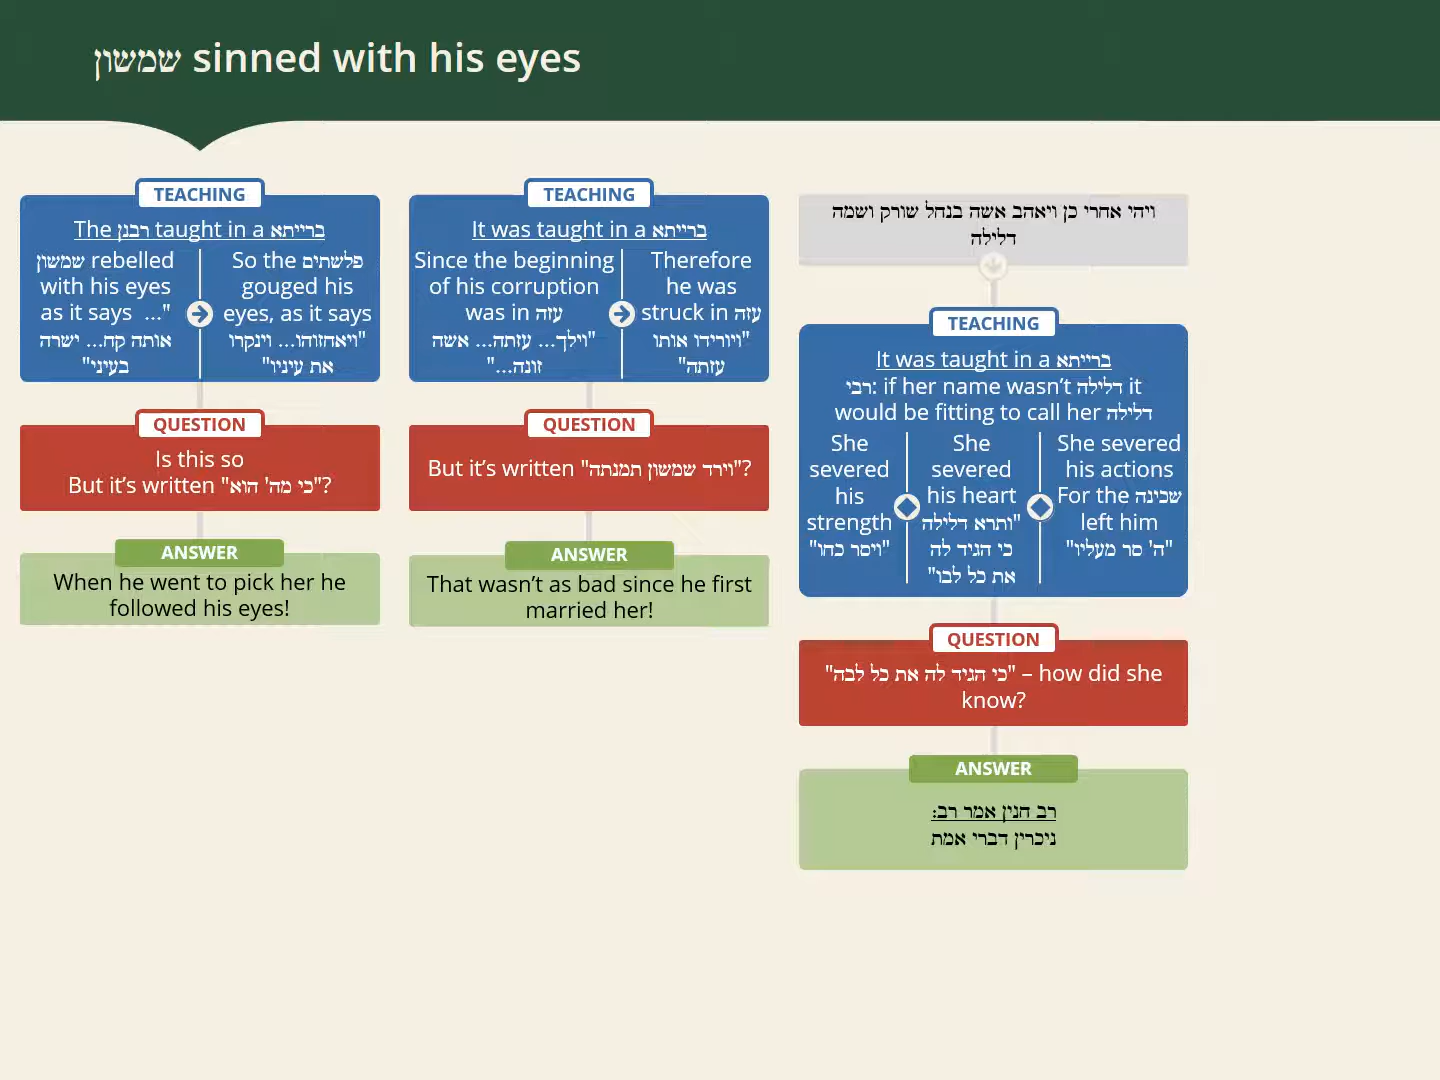 שמשון sinned with his eyes
TEACHING
The רבנן taught in a ברייתא
שמשון rebelled
with his eyes
as it says "...
אותה קח... ישרה
בעיני"
So the פלשתים
gouged his
eyes, as it says
"ויאחזוהו... וינקרו
את עיניו"
QUESTION
Is this so
But it's written "כי מה' הוא"?
ANSWER
When he went to pick her he
followed his eyes!
TEACHING
It was taught in a ברייתא
Since the beginning
of his corruption
was in עזה
"וילך... עזתה... אשה
זונה..."
Therefore
he was
struck in עזה
"ויורידו אותו
עזתה"
QUESTION
But it's written "וירד שמשון תמנתה"?
ANSWER
That wasn't as bad since he first
married her!
ויהי אחרי כן ויאהב אשה בנחל שורק ושמה
דלילה
TEACHING
It was taught in a ברייתא
רבי: if her name wasn't דלילה it
would be fitting to call her דלילה
She
severed
his
strength
"ויסר כחו"
She
severed
his heart
"ותרא דלילה
כי הגיד לה
את כל לבו"
She severed
his actions
For the שכינה
left him
"ה' סר מעליו"
QUESTION
"כי הגיד לה את כל לבה" – how did she
know?
ANSWER
רב חנין אמר רב:
ניכרין דברי אמת